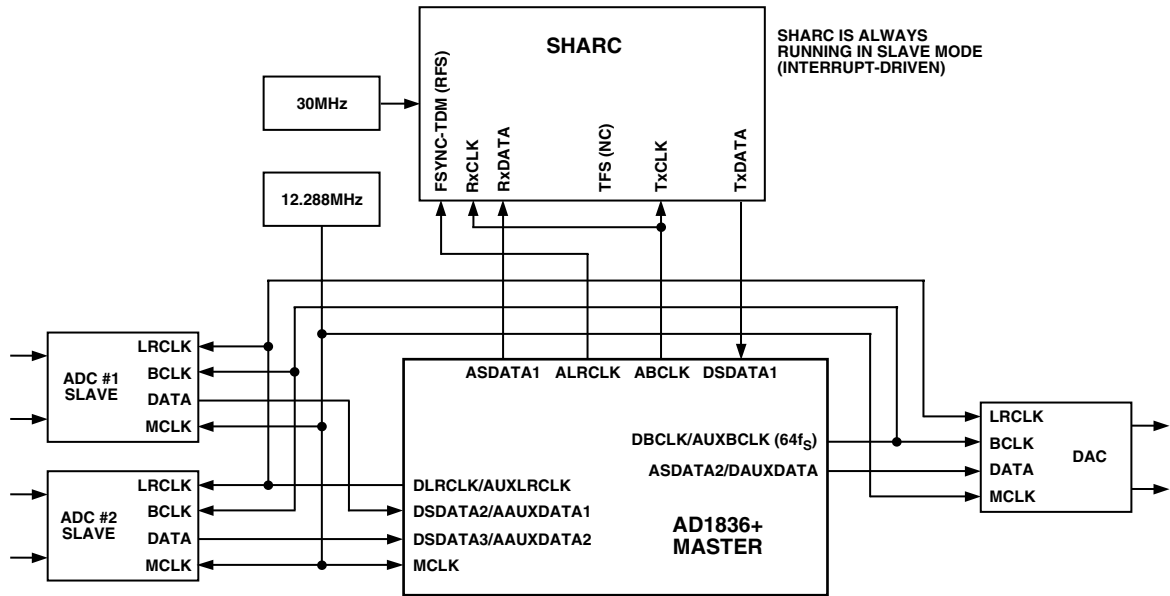 SHARC
SHARC IS ALWAYS
RUNNING IN SLAVE MODE
(INTERRUPT-DRIVEN)
30MHz
12.288MHz
FSYNC-TDM (RFS)
RxCLK
RxDATA
TFS (NC)
TxCLK
TxDATA
ADC #1
SLAVE
LRCLK
BCLK
DATA
MCLK
ADC #2
SLAVE
LRCLK
BCLK
DATA
MCLK
ASDATA1
ALRCLK
ABCLK
DSDATA1
DBCLK/AUXBCLK (64fS)
ASDATA2/DAUXDATA
DLRCLK/AUXLRCLK
DSDATA2/AAUXDATA1
DSDATA3/AAUXDATA2
MCLK
AD1836+
MASTER
LRCLK
BCLK
DATA
MCLK
DAC